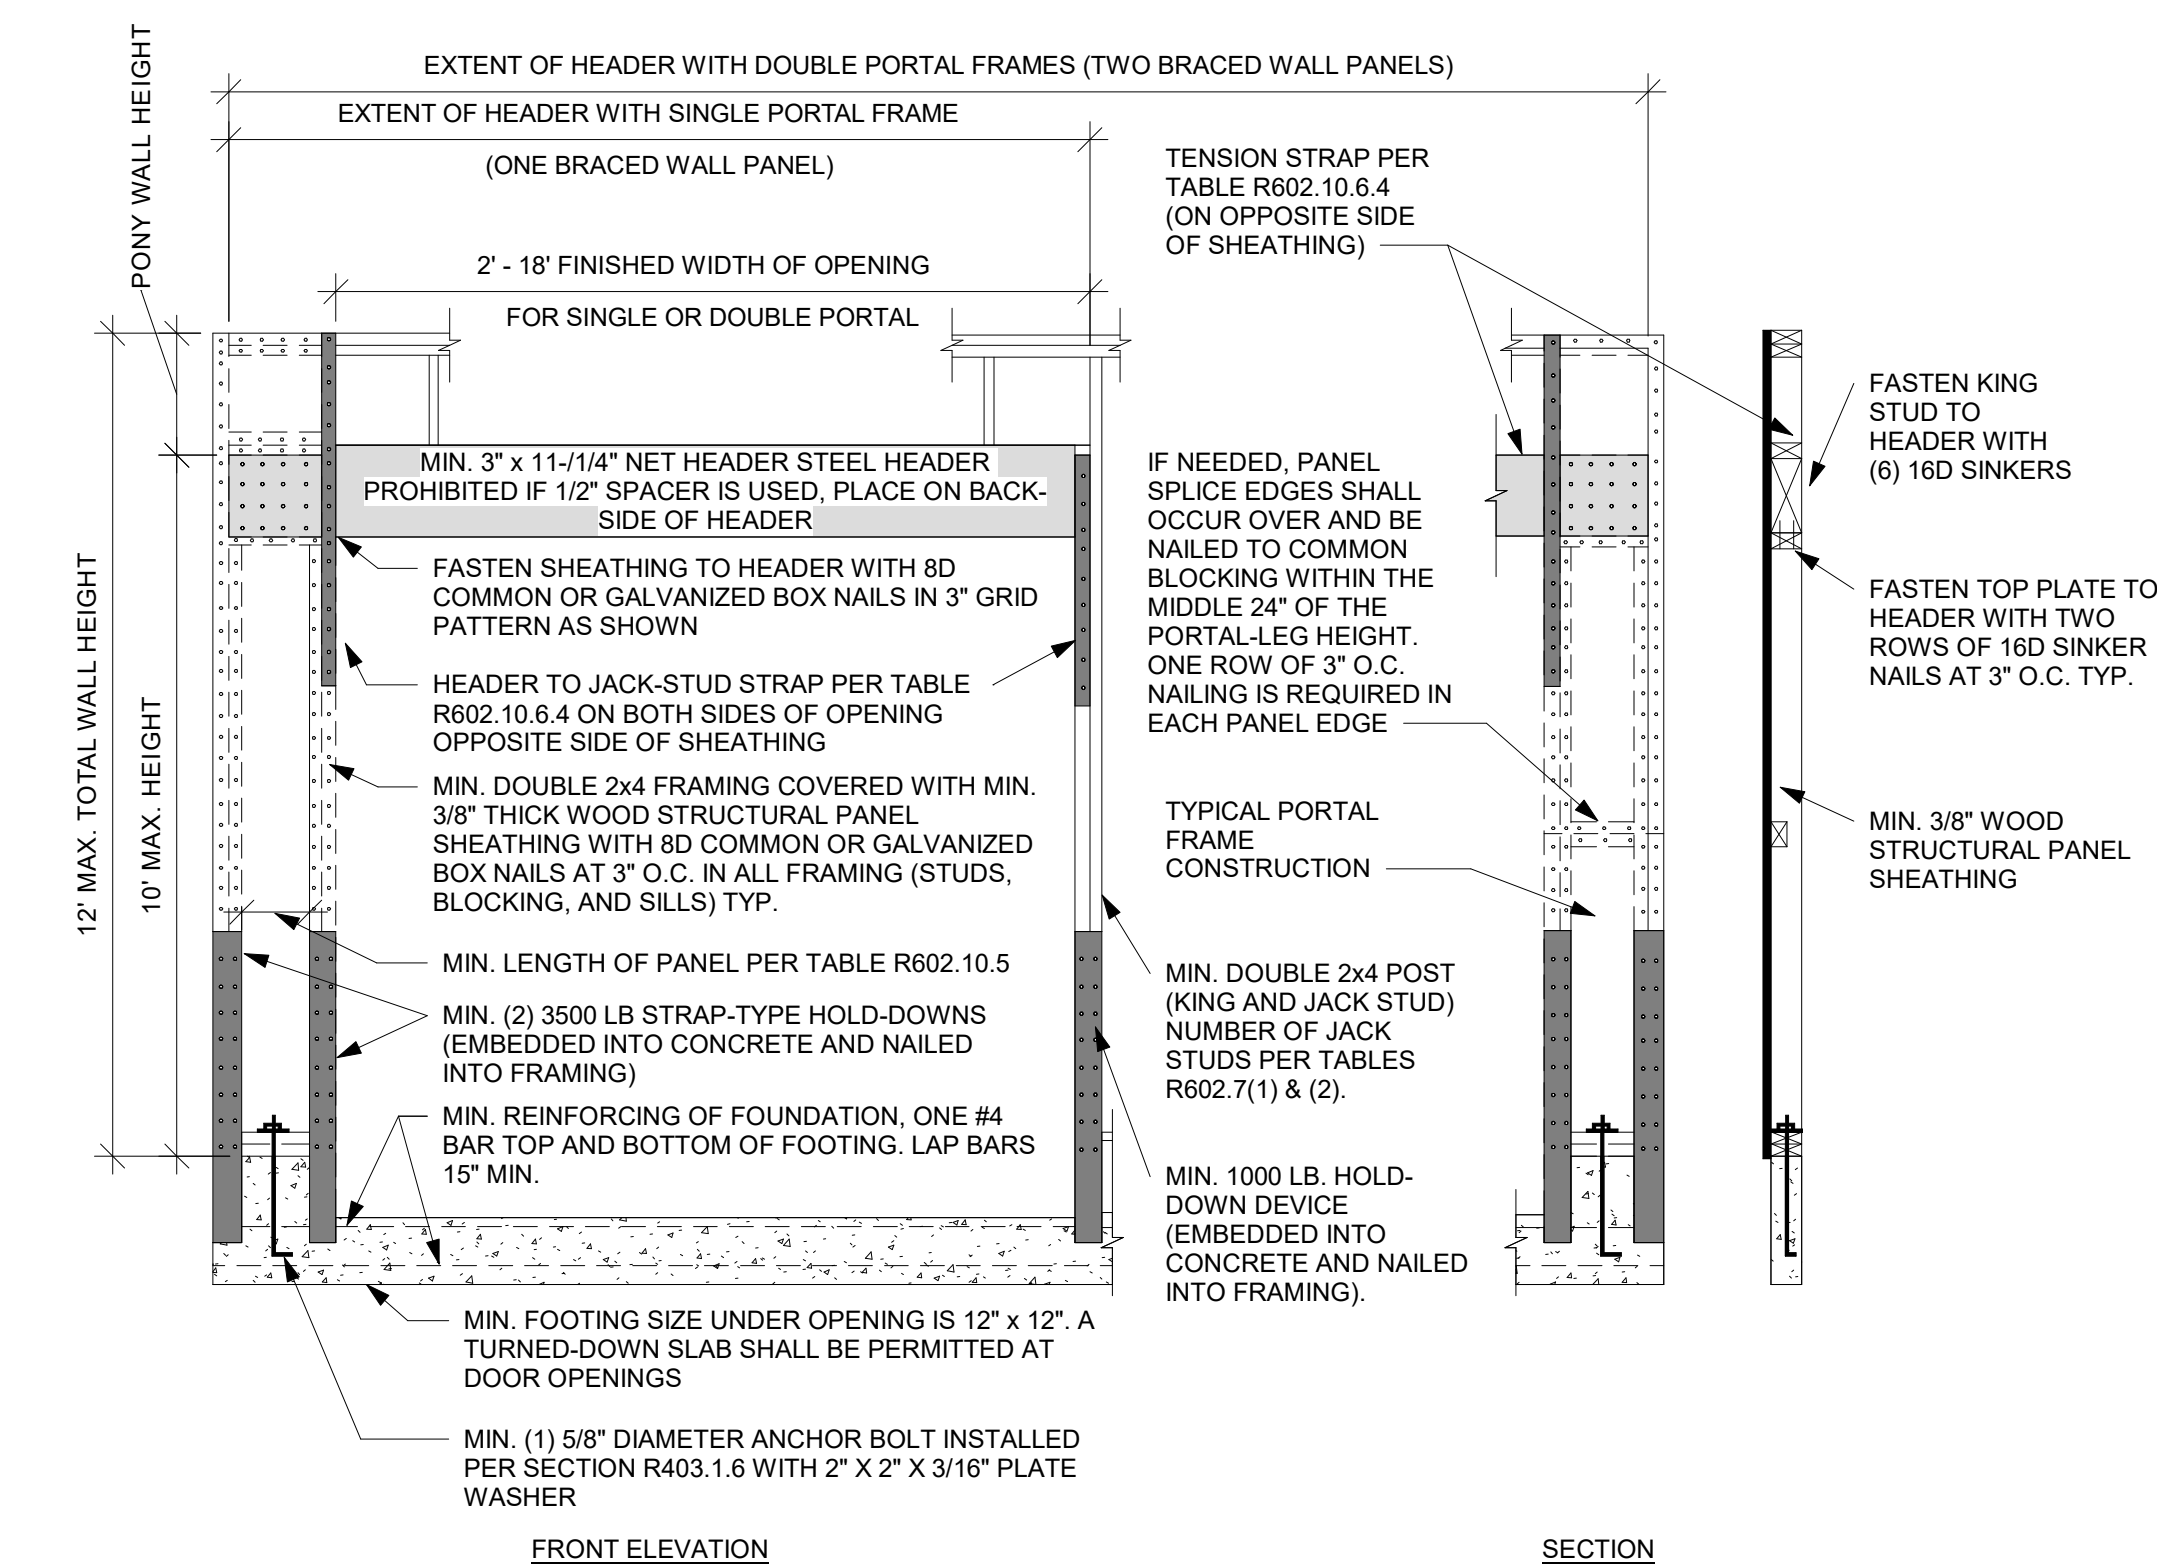 EXTENT OF HEADER WITH DOUBLE PORTAL FRAMES (TWO BRACED WALL PANELS)
EXTENT OF HEADER WITH SINGLE PORTAL FRAME
(ONE BRACED WALL PANEL)
2' - 18' FINISHED WIDTH OF OPENING
FOR SINGLE OR DOUBLE PORTAL
PONY WALL HEIGHT
12' MAX. TOTAL WALL HEIGHT
10' MAX. HEIGHT
MIN. 3" x 11-/1/4" NET HEADER STEEL HEADER
PROHIBITED IF 1/2" SPACER IS USED, PLACE ON BACK-
SIDE OF HEADER
FASTEN SHEATHING TO HEADER WITH 8D
COMMON OR GALVANIZED BOX NAILS IN 3" GRID
PATTERN AS SHOWN
HEADER TO JACK-STUD STRAP PER TABLE
R602.10.6.4 ON BOTH SIDES OF OPENING
OPPOSITE SIDE OF SHEATHING
MIN. DOUBLE 2x4 FRAMING COVERED WITH MIN.
3/8" THICK WOOD STRUCTURAL PANEL
SHEATHING WITH 8D COMMON OR GALVANIZED
BOX NAILS AT 3" O.C. IN ALL FRAMING (STUDS,
BLOCKING, AND SILLS) TYP.
MIN. LENGTH OF PANEL PER TABLE R602.10.5
MIN. (2) 3500 LB STRAP-TYPE HOLD-DOWNS
(EMBEDDED INTO CONCRETE AND NAILED
INTO FRAMING)
MIN. REINFORCING OF FOUNDATION, ONE #4
BAR TOP AND BOTTOM OF FOOTING. LAP BARS
15" MIN.
MIN. FOOTING SIZE UNDER OPENING IS 12" x 12". A
TURNED-DOWN SLAB SHALL BE PERMITTED AT
DOOR OPENINGS
MIN. (1) 5/8" DIAMETER ANCHOR BOLT INSTALLED
PER SECTION R403.1.6 WITH 2" X 2" X 3/16" PLATE
WASHER
FRONT ELEVATION
TENSION STRAP PER
TABLE R602.10.6.4
(ON OPPOSITE SIDE
OF SHEATHING)
IF NEEDED, PANEL
SPLICE EDGES SHALL
OCCUR OVER AND BE
NAILED TO COMMON
BLOCKING WITHIN THE
MIDDLE 24" OF THE
PORTAL-LEG HEIGHT.
ONE ROW OF 3" O.C.
NAILING IS REQUIRED IN
EACH PANEL EDGE
TYPICAL PORTAL
FRAME
CONSTRUCTION
MIN. DOUBLE 2x4 POST
(KING AND JACK STUD)
NUMBER OF JACK
STUDS PER TABLES
R602.7(1) & (2).
MIN. 1000 LB. HOLD-
DOWN DEVICE
(EMBEDDED INTO
CONCRETE AND NAILED
INTO FRAMING).
FASTEN KING
STUD TO
HEADER WITH
(6) 16D SINKERS
FASTEN TOP PLATE TO
HEADER WITH TWO
ROWS OF 16D SINKER
NAILS AT 3" O.C. TYP.
MIN. 3/8" WOOD
STRUCTURAL PANEL
SHEATHING
SECTION